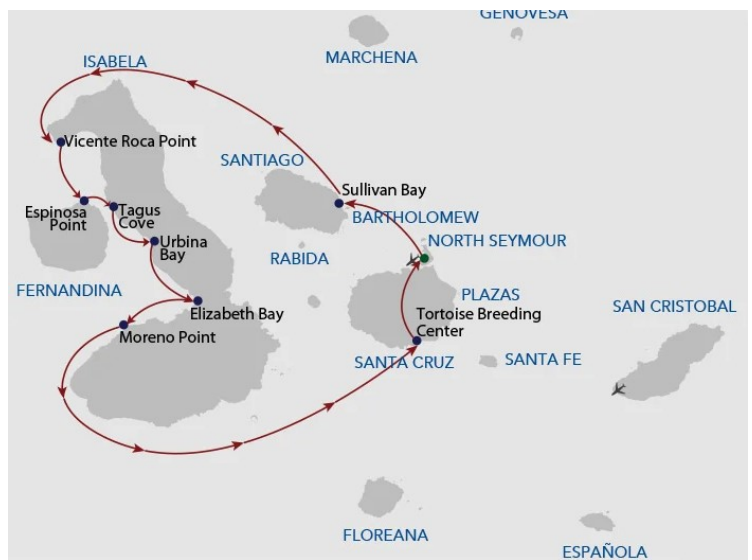 GENOVESA
MARCHENA
ISABELA
Vicente Roca Point
SANTIAGO
Sullivan Bay
Espinosa
Point
Tagus
Cove
BARTHOLOMEW
Urbina
Bay
NORTH SEYMOUR
RABIDA
FERNANDINA
PLAZAS
Elizabeth Bay
Tortoise Breeding
Center
SAN CRISTOBAL
Moreno Point
SANTA CRUZ
SANTA FE
FLOREANA
ESPAÑOLA